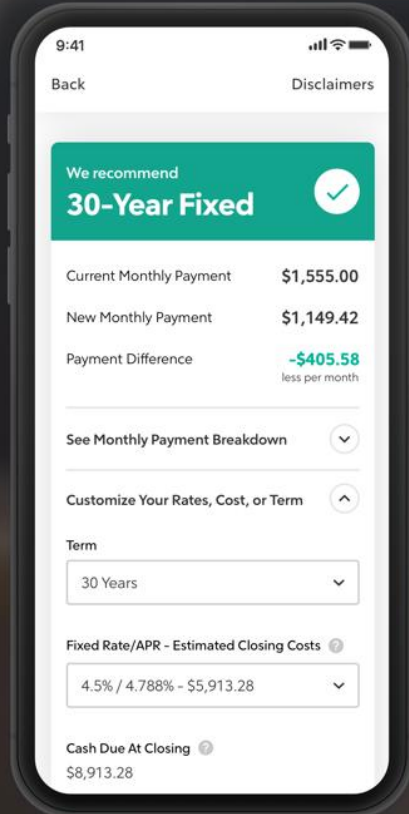 9:41
Back Disclaimers
We recommend
30-Year Fixed
Current Monthly Payment $1,555.00
New Monthly Payment $1,149.42
Payment Difference -$405.58
less per month
See Monthly Payment Breakdown
Customize Your Rates, Cost, or Term
Term
30 Years
Fixed Rate/APR - Estimated Closing Costs ?
4.5% / 4.788% - $5,913.28
Cash Due At Closing ?
$8,913.28